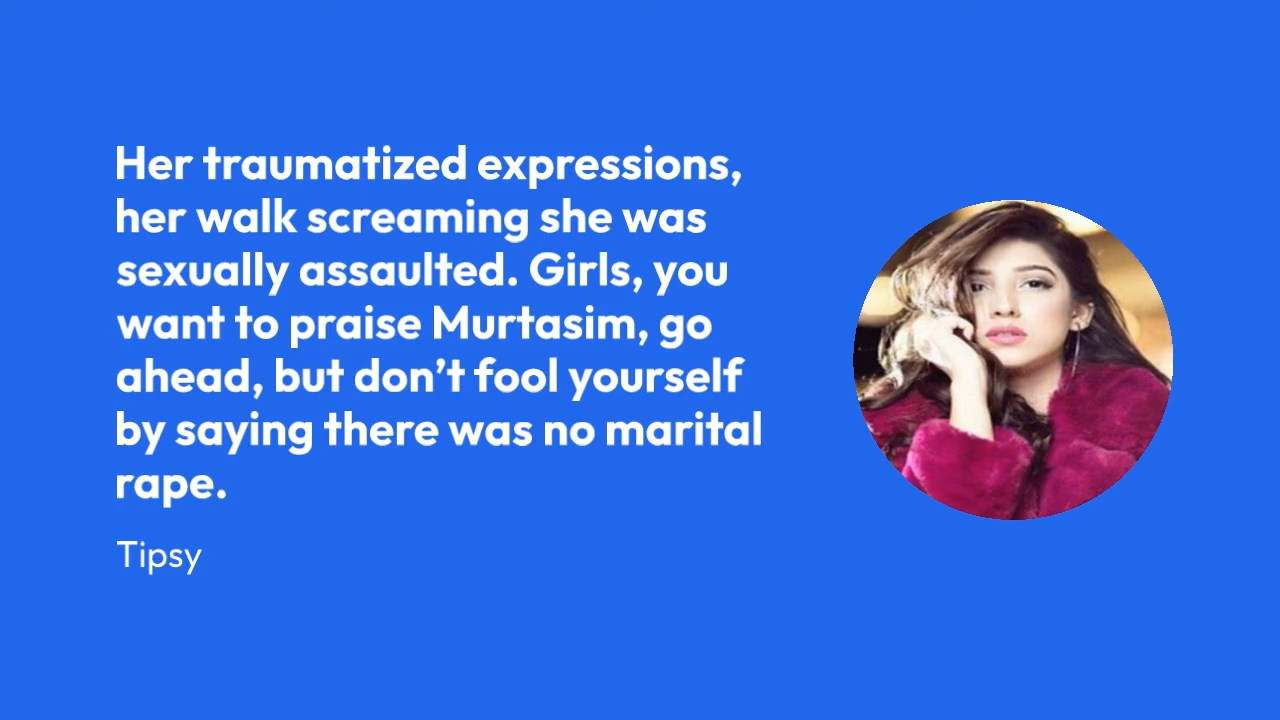 Her traumatized expressions,
her walk screaming she was
sexually assaulted. Girls, you
want to praise Murtasim, go
ahead, but don’t fool yourself
by saying there was no marital
rape.
Tipsy